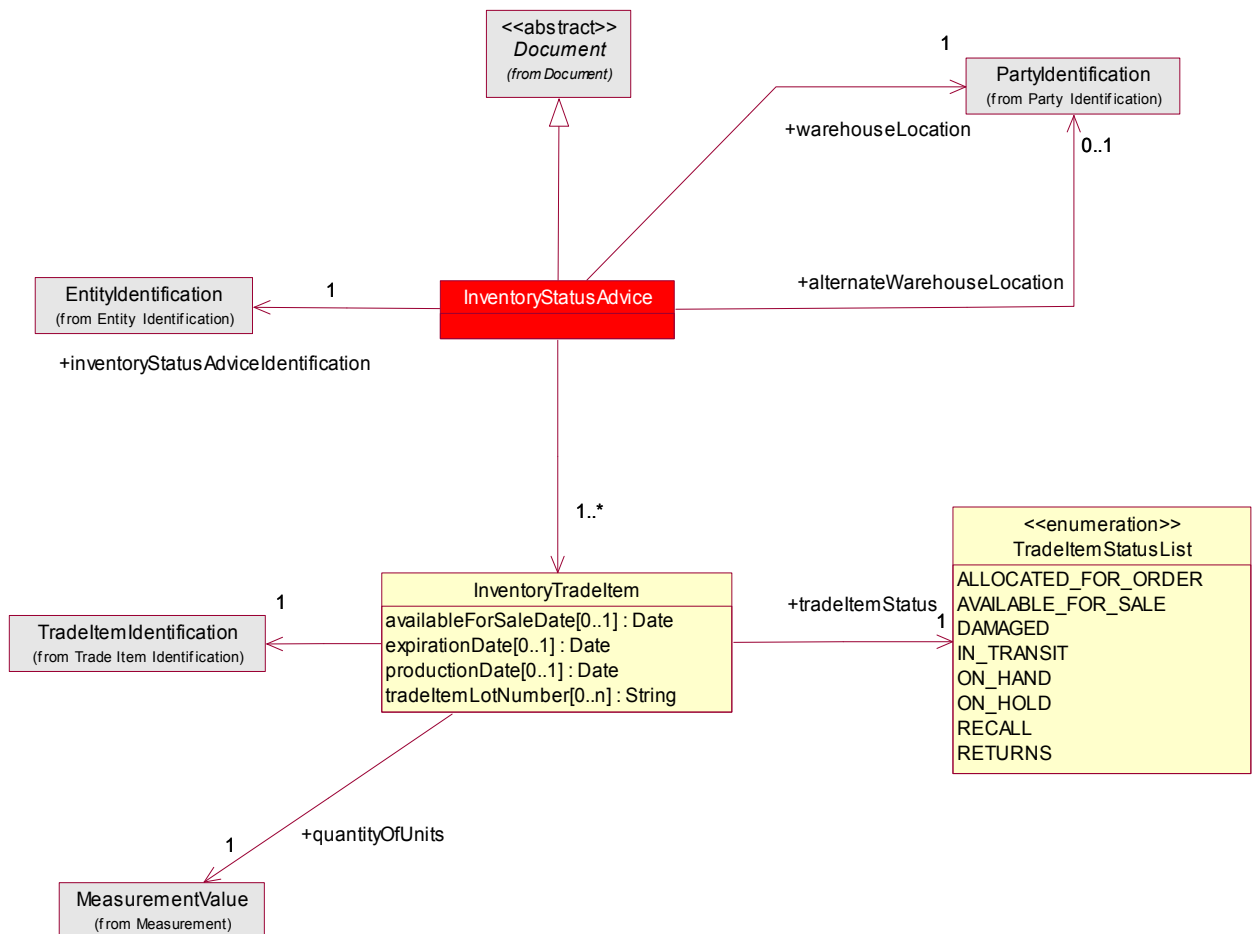 <<abstract>>
Document
(from Document)
1
PartyIdentification
(from Party Identification)
+warehouseLocation
0..1
EntityIdentification
(from Entity Identification)
1
InventoryStatusAdvice
+alternateWarehouseLocation
+inventoryStatusAdviceIdentification
1..*
<<enumeration>>
TradeItemStatusList
ALLOCATED_FOR_ORDER
AVAILABLE_FOR_SALE
DAMAGED
IN_TRANSIT
ON_HAND
ON_HOLD
RECALL
RETURNS
InventoryTradeItem
availableForSaleDate[0..1] : Date
expirationDate[0..1] : Date
productionDate[0..1] : Date
tradeItemLotNumber[0..n] : String
+tradeItemStatus
1
1
TradeItemIdentification
(from Trade Item Identification)
+quantityOfUnits
1
MeasurementValue
(from Measurement)